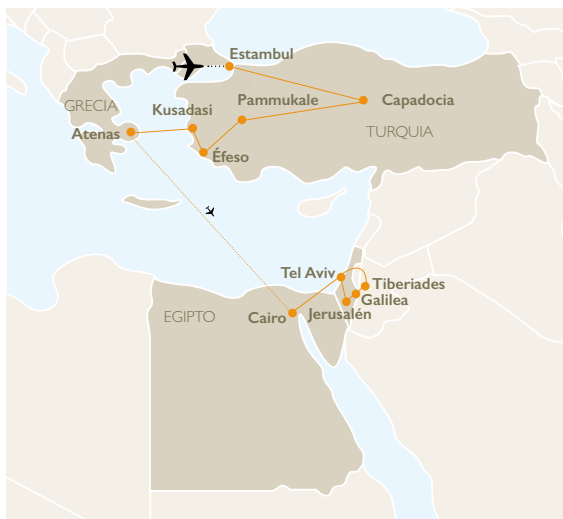 Estambul
Pammukale
Capadocia
GRECIA
Kusadasi
Atenas
TURQUIA
Éfeso
Tel Aviv
Tiberiades
Galilea
EGIPTO
Cairo
Jerusalén